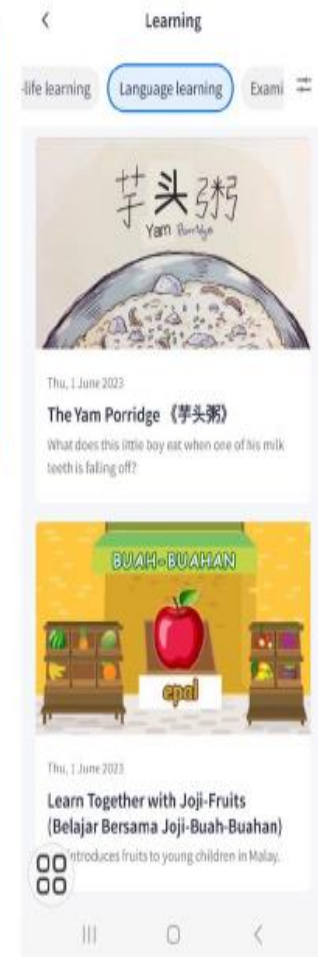 Learning
-life learning Language learning Exami
芋头粥
Yam Porridge
Thu, 1 June 2023
The Yam Porridge 《芋头粥》
What does this little boy eat when one of his milk
teeth is falling off?
BUAH-BUAHAN
epal
Thu, 1 June 2023
Learn Together with Joji-Fruits
(Belajar Bersama Joji-Buah-Buahan)
introduces fruits to young children in Malay.